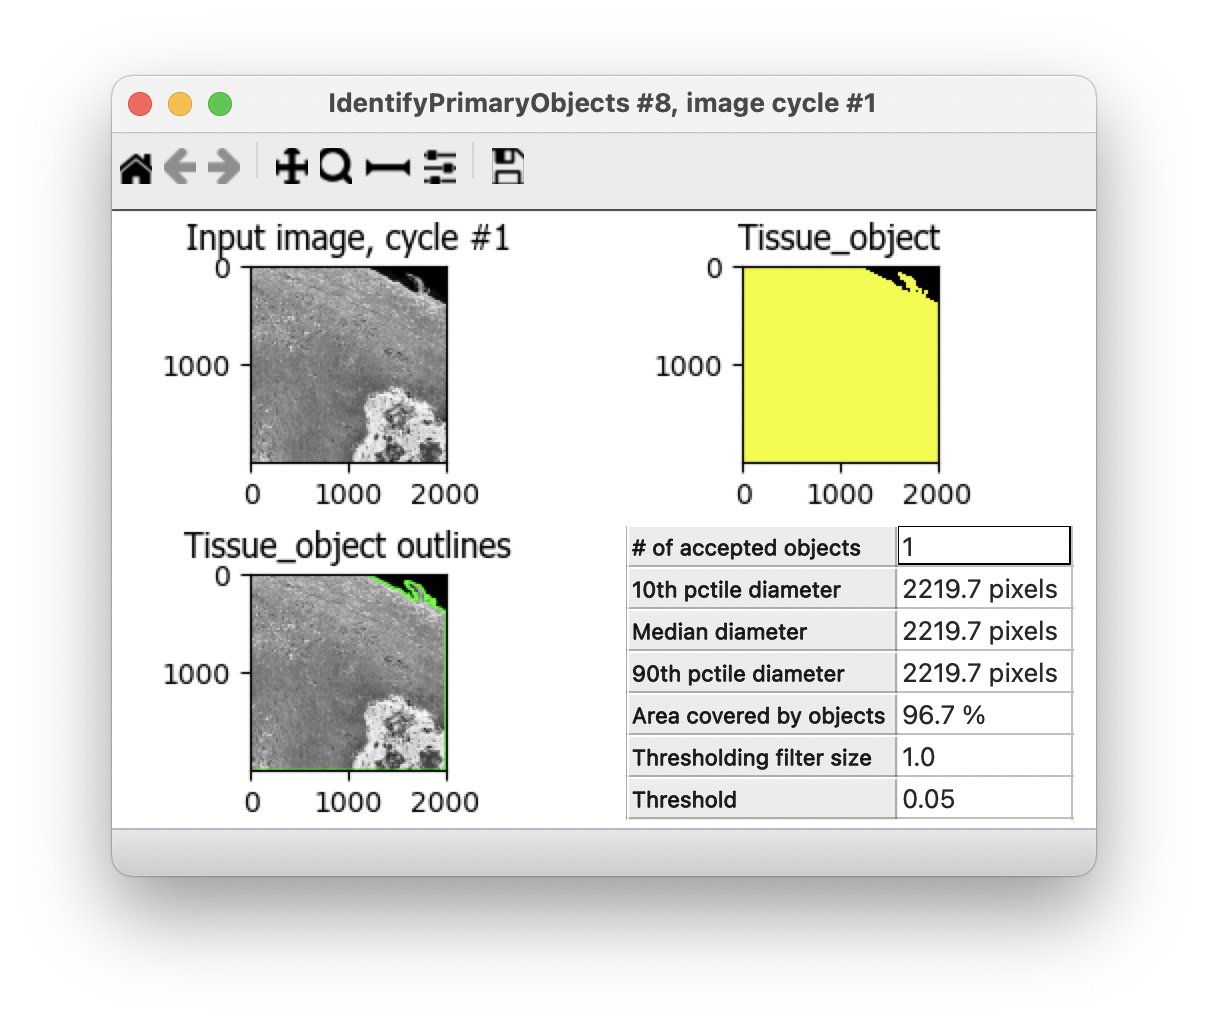 IdentifyPrimaryObjects #8, image cycle #1
Input image, cycle #1
0
1000
0 1000 2000
Tissue_object
0
1000
0 1000 2000
Tissue_object outlines
0
1000
0 1000 2000
# of accepted objects 1
10th pctile diameter 2219.7 pixels
Median diameter 2219.7 pixels
90th pctile diameter 2219.7 pixels
Area covered by objects 96.7 %
Thresholding filter size 1.0
Threshold 0.05